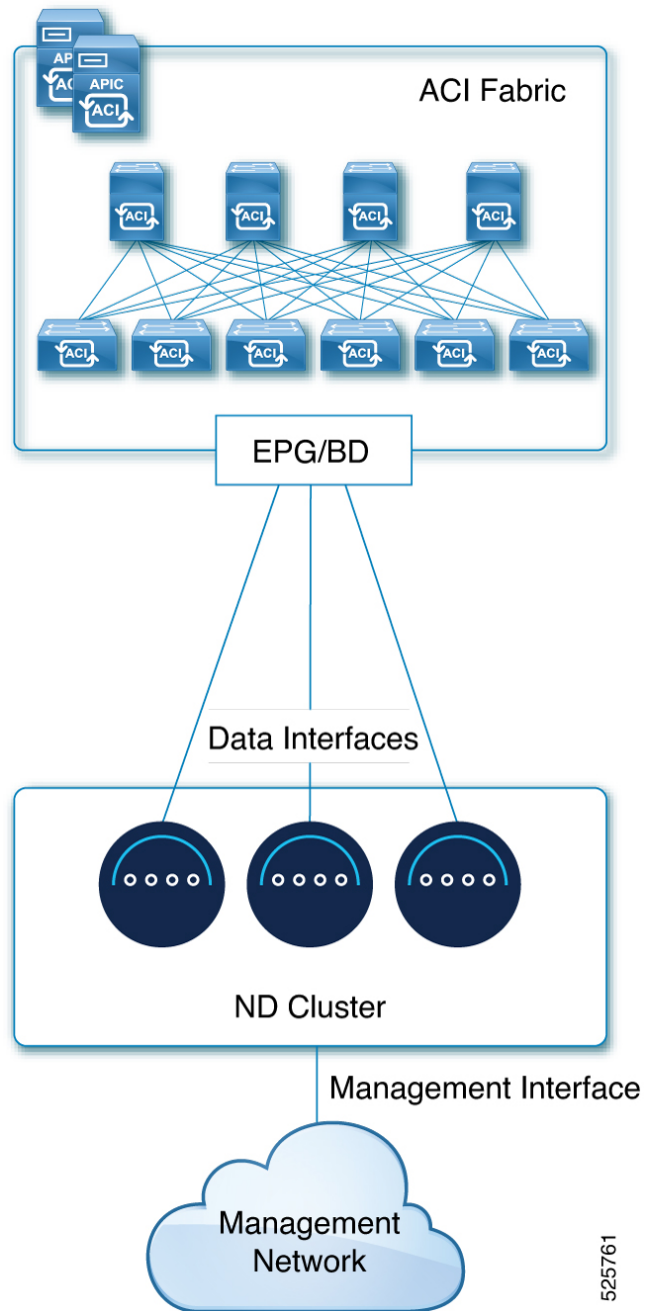 AP
ACI
APIC
ACI
ACI Fabric
ACI
ACI
ACI
ACI
ACI
ACI
ACI
ACI
ACI
ACI
EPG/BD
Data Interfaces
ND Cluster
Management Interface
Management
Network
525761